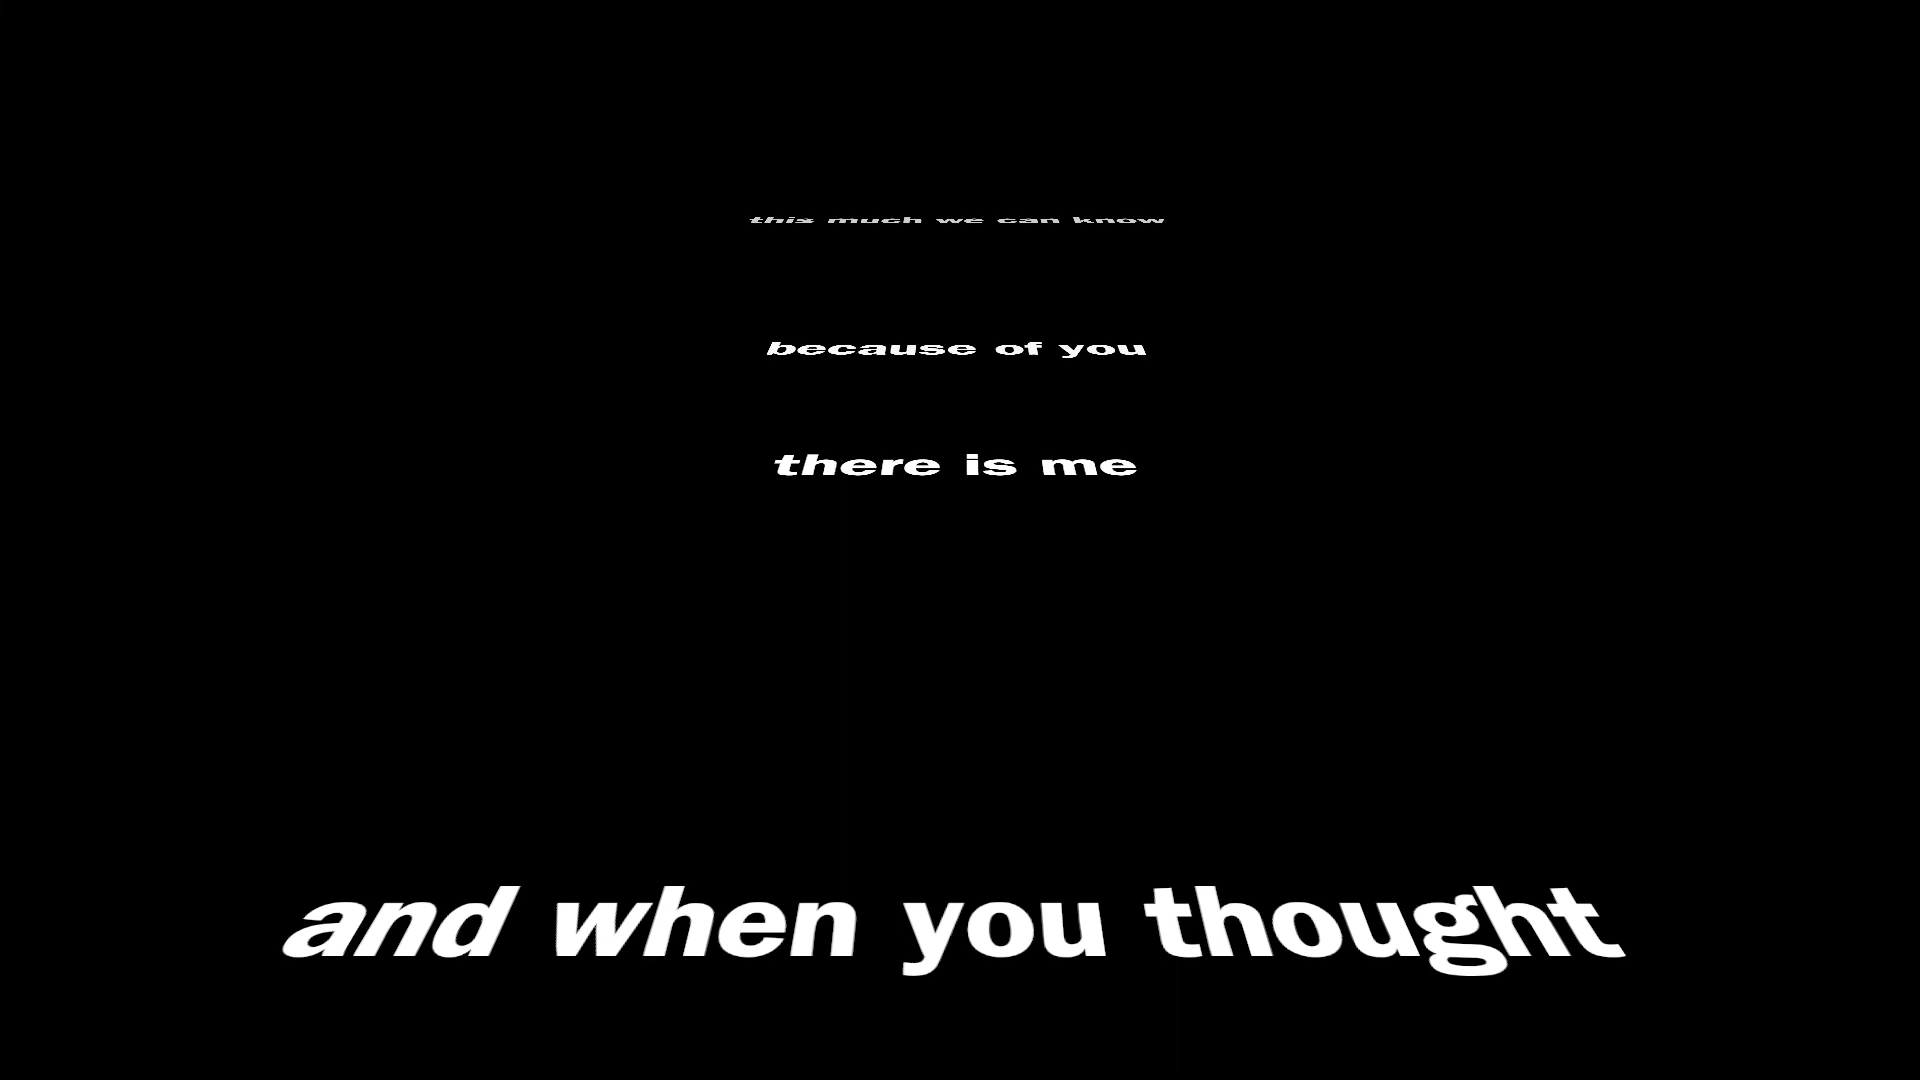 this much we can know
because of you
there is me
and when you thought